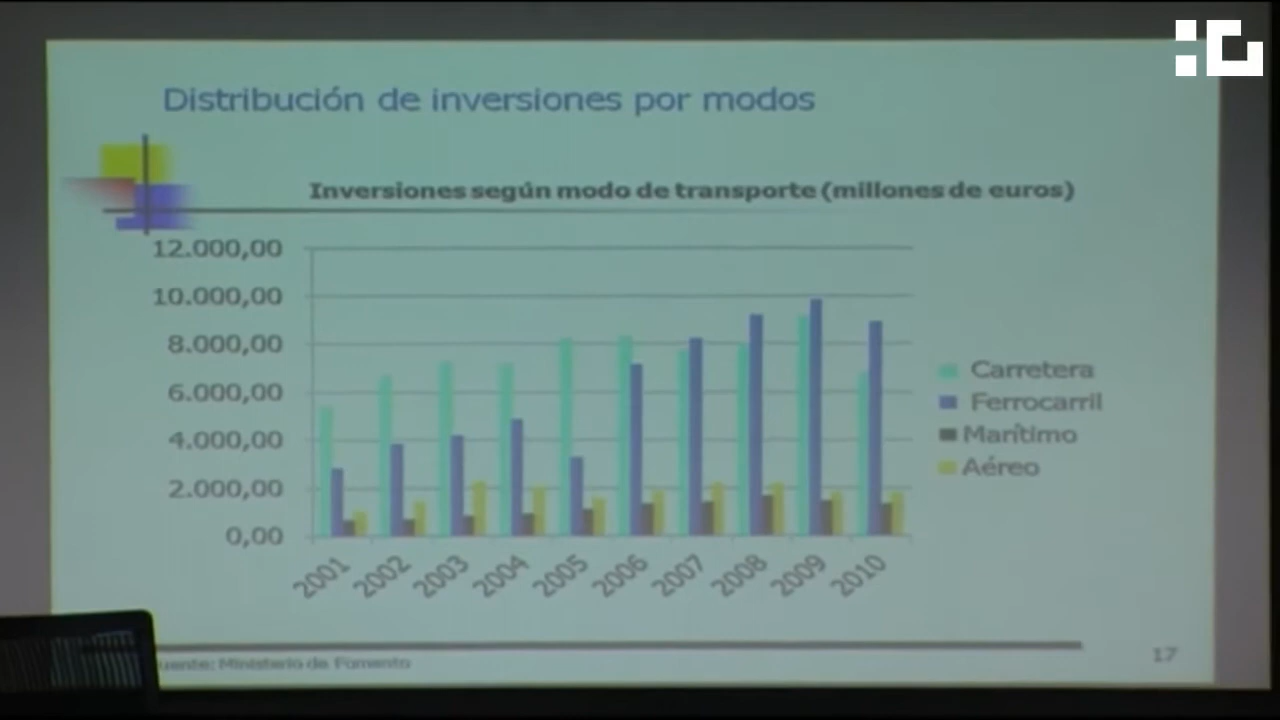 Distribución de inversiones por modos
Inversiones según modo de transporte (millones de euros)
12.000,00
10.000,00
8.000,00
6.000,00
4.000,00
2.000,00
0,00
2001 2002 2003 2004 2005 2006 2007 2008 2009 2010
Carretera
Ferrocarril
Marítimo
Aéreo
uente: Ministerio de Fomento
17